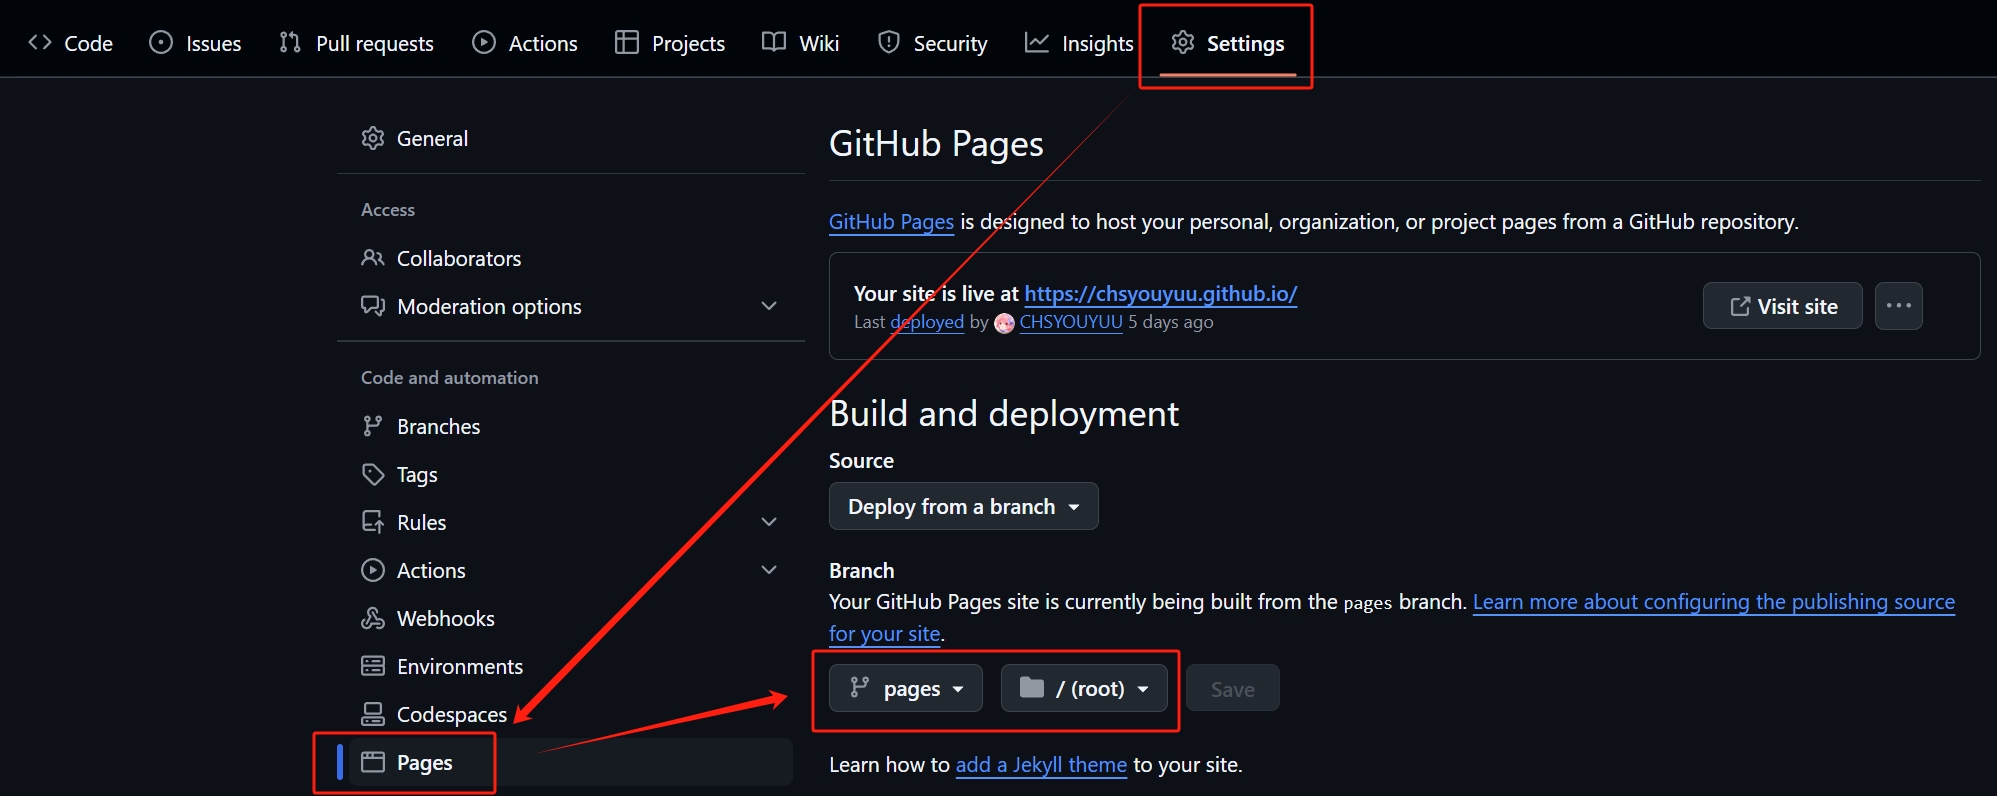 Code Issues Pull requests Actions Projects Wiki Security Insights Settings
General
Access
Collaborators
Moderation options
Code and automation
Branches
Tags
Rules
Actions
Webhooks
Environments
Codespaces
Pages
GitHub Pages
GitHub Pages is designed to host your personal, organization, or project pages from a GitHub repository.
Your site is live at https://chsyouyuu.github.io/
Last deployed by CHSYOUYUU 5 days ago
Visit site
Build and deployment
Source
Deploy from a branch
Branch
Your GitHub Pages site is currently being built from the pages branch. Learn more about configuring the publishing source
for your site.
pages / (root) Save
Learn how to add a Jekyll theme to your site.